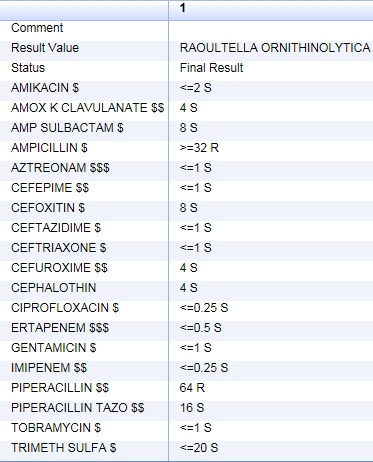 1
Comment
Result Value RAOULTELLA ORNITHINOLYTICA
Status Final Result
AMIKACIN $ <=2 S
AMOX K CLAVULANATE $$ 4 S
AMP SULBACTAM $ 8 S
AMPICILLIN $ >=32 R
AZTREONAM $$$ <=1 S
CEFEPIME $$ <=1 S
CEFOXITIN $ 8 S
CEFTAZIDIME $ <=1 S
CEFTRIAXONE $ <=1 S
CEFUROXIME $$ 4 S
CEPHALOTHIN 4 S
CIPROFLOXACIN $ <=0.25 S
ERTAPENEM $$$ <=0.5 S
GENTAMICIN $ <=1 S
IMIPENEM $$ <=0.25 S
PIPERACILLIN $$ 64 R
PIPERACILLIN TAZO $$ 16 S
TOBRAMYCIN $ <=1 S
TRIMETH SULFA $ <=20 S